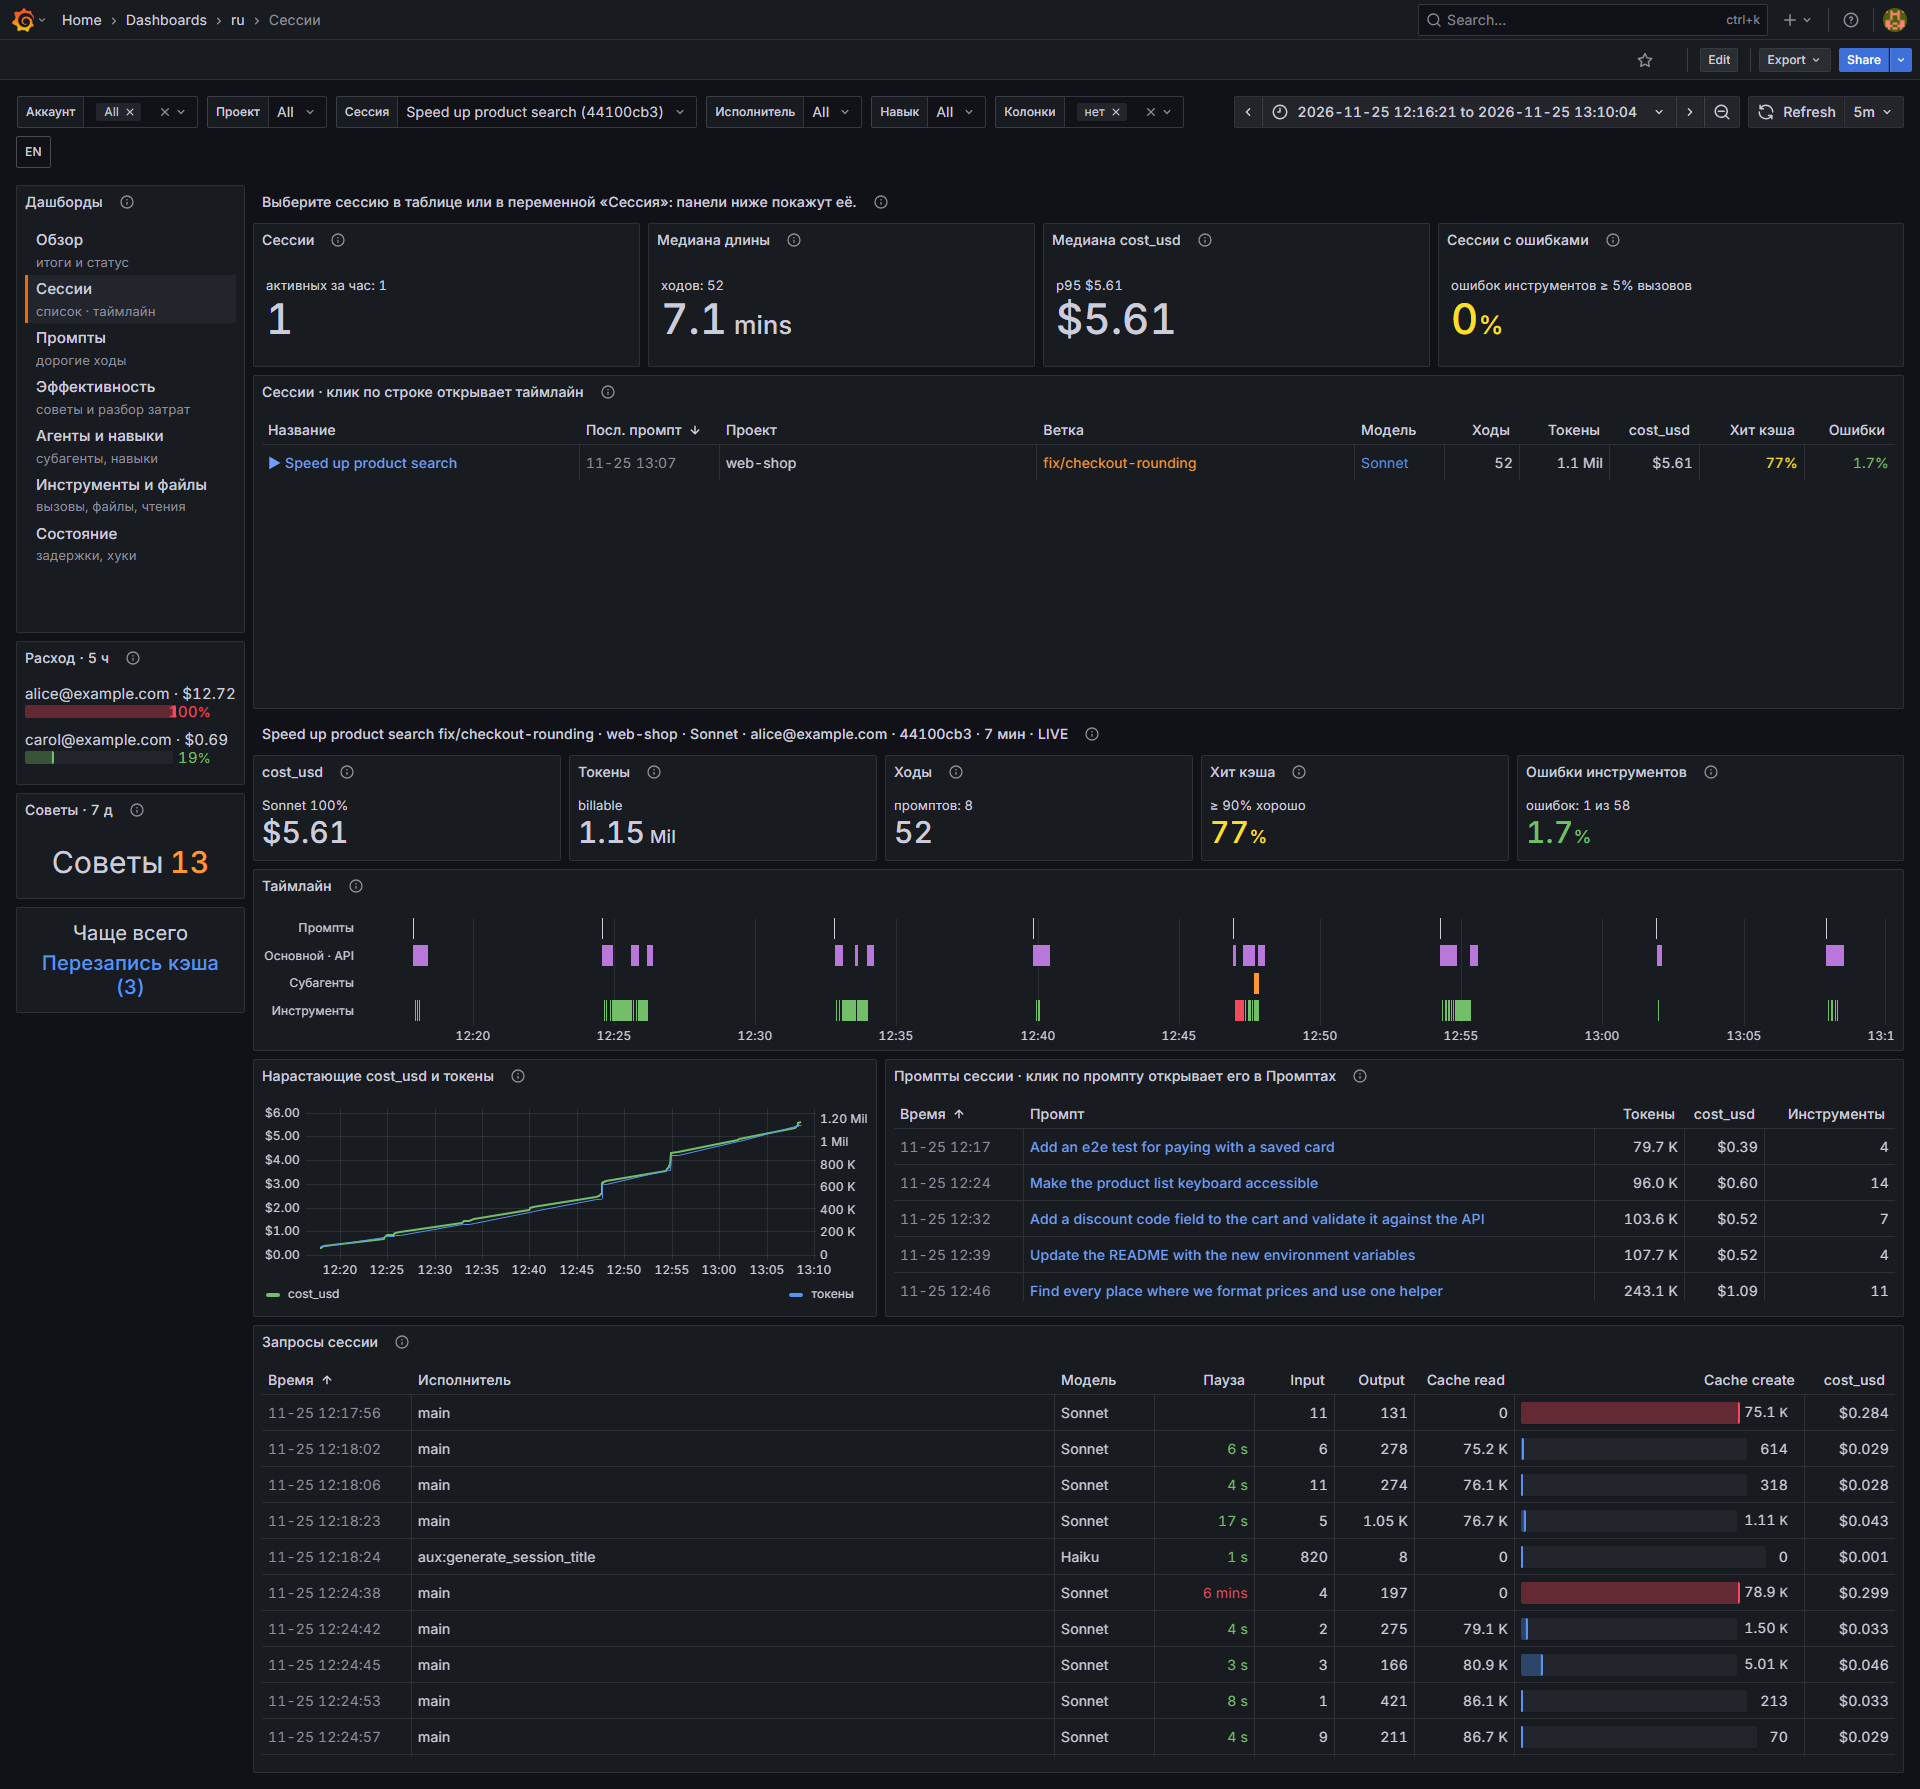 Home › Dashboards › ru › Сессии
Search... ctrl+k
Edit Export Share
Аккаунт All Проект All Сессия Speed up product search (44100cb3) Исполнитель All Навык All Колонки нет 2026-11-25 12:16:21 to 2026-11-25 13:10:04 Refresh 5m
EN
Дашборды
Обзор
итоги и статус
Сессии
список · таймлайн
Промпты
дорогие ходы
Эффективность
советы и разбор затрат
Агенты и навыки
субагенты, навыки
Инструменты и файлы
вызовы, файлы, чтения
Состояние
задержки, хуки
Расход · 5 ч
alice@example.com · $12.72
100%
carol@example.com · $0.69
19%
Советы · 7 д
Советы 13
Чаще всего
Перезапись кэша
(3)
Выберите сессию в таблице или в переменной «Сессия»: панели ниже покажут её.
Сессии
активных за час: 1
1
Медиана длины
ходов: 52
7.1 mins
Медиана cost_usd
p95 $5.61
$5.61
Сессии с ошибками
ошибок инструментов ≥ 5% вызовов
0%
Сессии · клик по строке открывает таймлайн
Название Посл. промпт ↓ Проект Ветка Модель Ходы Токены cost_usd Хит кэша Ошибки
▶ Speed up product search 11-25 13:07 web-shop fix/checkout-rounding Sonnet 52 1.1 Mil $5.61 77% 1.7%
Speed up product search fix/checkout-rounding · web-shop · Sonnet · alice@example.com · 44100cb3 · 7 мин · LIVE
cost_usd
Sonnet 100%
$5.61
Токены
billable
1.15 Mil
Ходы
промптов: 8
52
Хит кэша
≥ 90% хорошо
77%
Ошибки инструментов
ошибок: 1 из 58
1.7%
Таймлайн
Промпты
Основной · API
Субагенты
Инструменты
12:20 12:25 12:30 12:35 12:40 12:45 12:50 12:55 13:00 13:05 13:1
Нарастающие cost_usd и токены
$6.00
$5.00
$4.00
$3.00
$2.00
$1.00
$0.00
1.20 Mil
1 Mil
800 K
600 K
400 K
200 K
0
12:20 12:25 12:30 12:35 12:40 12:45 12:50 12:55 13:00 13:05 13:10
cost_usd токены
Промпты сессии · клик по промпту открывает его в Промптах
Время ↑ Промпт Токены cost_usd Инструменты
11-25 12:17 Add an e2e test for paying with a saved card 79.7 K $0.39 4
11-25 12:24 Make the product list keyboard accessible 96.0 K $0.60 14
11-25 12:32 Add a discount code field to the cart and validate it against the API 103.6 K $0.52 7
11-25 12:39 Update the README with the new environment variables 107.7 K $0.52 4
11-25 12:46 Find every place where we format prices and use one helper 243.1 K $1.09 11
Запросы сессии
Время ↑ Исполнитель Модель Пауза Input Output Cache read Cache create cost_usd
11-25 12:17:56 main Sonnet 11 131 0 75.1 K $0.284
11-25 12:18:02 main Sonnet 6 s 6 278 75.2 K 614 $0.029
11-25 12:18:06 main Sonnet 4 s 11 274 76.1 K 318 $0.028
11-25 12:18:23 main Sonnet 17 s 5 1.05 K 76.7 K 1.11 K $0.043
11-25 12:18:24 aux:generate_session_title Haiku 1 s 820 8 0 0 $0.001
11-25 12:24:38 main Sonnet 6 mins 4 197 0 78.9 K $0.299
11-25 12:24:42 main Sonnet 4 s 2 275 79.1 K 1.50 K $0.033
11-25 12:24:45 main Sonnet 3 s 3 166 80.9 K 5.01 K $0.046
11-25 12:24:53 main Sonnet 8 s 1 421 86.1 K 213 $0.033
11-25 12:24:57 main Sonnet 4 s 9 211 86.7 K 70 $0.029